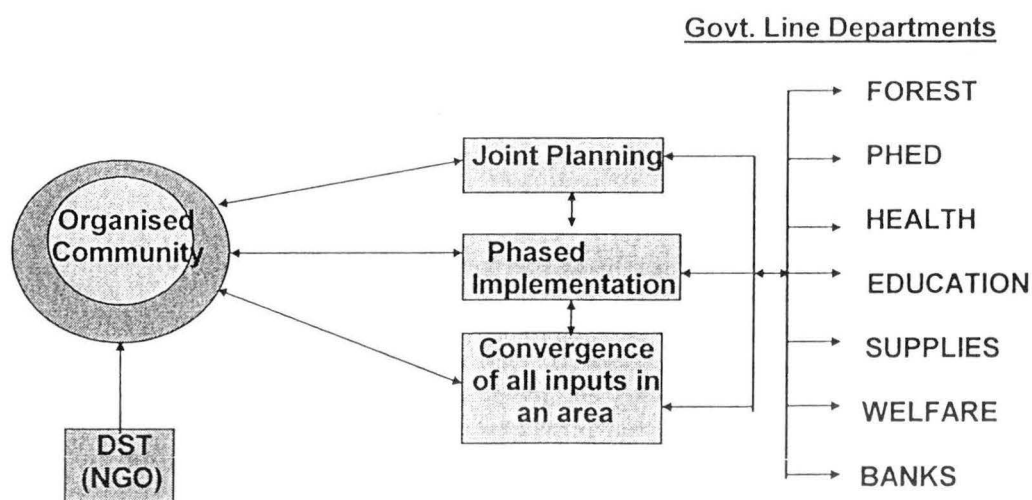 Govt. Line Departments
FOREST
PHED
HEALTH
EDUCATION
SUPPLIES
WELFARE
BANKS
Joint Planning
Phased
Implementation
Convergence
of all inputs in
an area
Organised
Community
DST
(NGO)